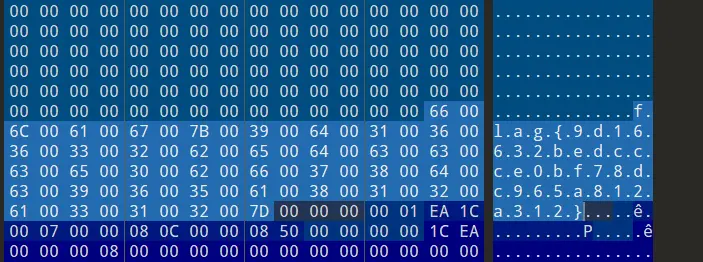 00 00 00 00 00 00 00 00 00 00 00 00 00 00 00 00 ................
00 00 00 00 00 00 00 00 00 00 00 00 00 00 00 00 ................
00 00 00 00 00 00 00 00 00 00 00 00 00 00 00 00 ................
00 00 00 00 00 00 00 00 00 00 00 00 00 00 00 00 ................
00 00 00 00 00 00 00 00 00 00 00 00 00 00 00 00 ................
00 00 00 00 00 00 00 00 00 00 00 00 00 00 66 00 ..............f.
6C 00 61 00 67 00 7B 00 39 00 64 00 31 00 36 00 l.a.g.{.9.d.1.6.
36 00 33 00 32 00 62 00 65 00 64 00 63 00 63 00 6.3.2.b.e.d.c.c.
63 00 65 00 30 00 62 00 66 00 37 00 38 00 64 00 c.e.0.b.f.7.8.d.
63 00 39 00 36 00 35 00 61 00 38 00 31 00 32 00 c.9.6.5.a.8.1.2.
61 00 33 00 31 00 32 00 7D 00 00 00 00 01 EA 1C a.3.1.2.}.....ê.
00 07 00 00 08 0C 00 00 08 50 00 00 00 00 1C EA .........P.....ê
00 00 00 08 00 00 00 00 00 00 00 00 00 00 00 00 ................